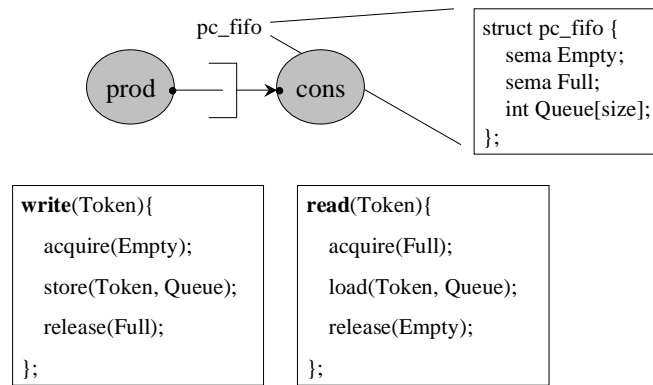 pc_fifo
prod
cons
struct pc_fifo {
sema Empty;
sema Full;
int Queue[size];
};
write(Token){
acquire(Empty);
store(Token, Queue);
release(Full);
};
read(Token){
acquire(Full);
load(Token, Queue);
release(Empty);
};